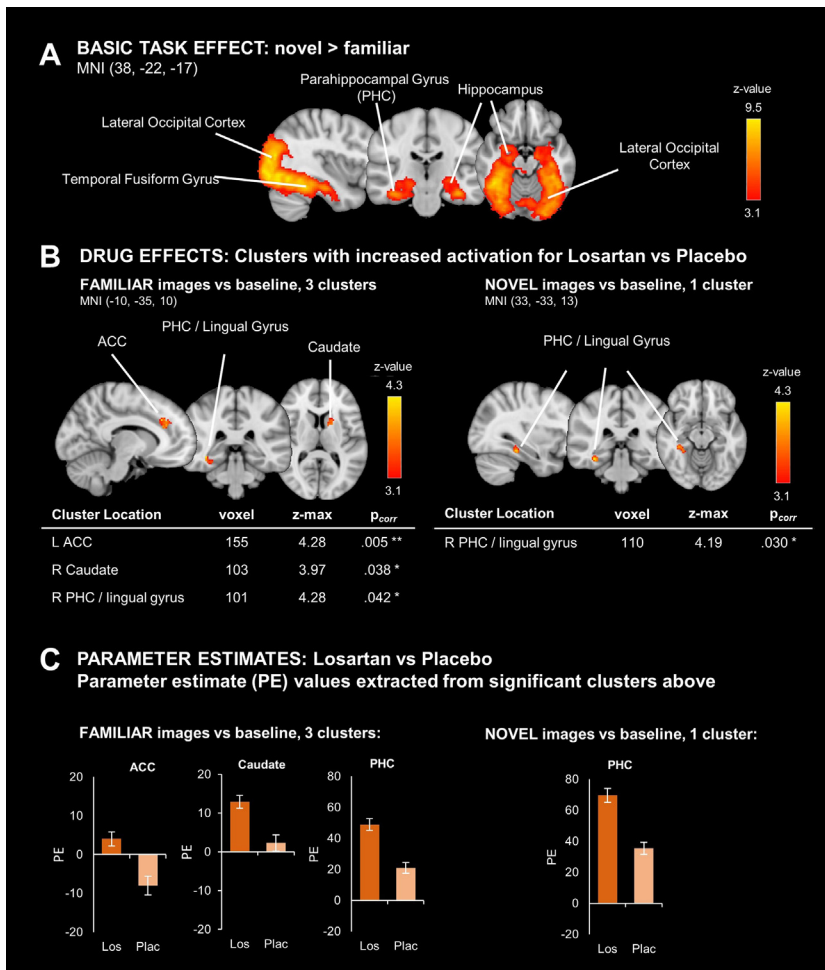 A BASIC TASK EFFECT: novel > familiar
MNI (38, -22, -17)
Parahippocampal Gyrus
(PHC)
Hippocampus
Lateral Occipital Cortex
Temporal Fusiform Gyrus
Lateral Occipital
Cortex
z-value
9.5
3.1
B DRUG EFFECTS: Clusters with increased activation for Losartan vs Placebo
FAMILIAR images vs baseline, 3 clusters
MNI (-10, -35, 10)
PHC / Lingual Gyrus
ACC
Caudate
z-value
4.3
3.1
Cluster Location voxel z-max pcorr
L ACC 155 4.28 .005 **
R Caudate 103 3.97 .038 *
R PHC / lingual gyrus 101 4.28 .042 *
NOVEL images vs baseline, 1 cluster
MNI (33, -33, 13)
PHC / Lingual Gyrus
z-value
4.3
3.1
Cluster Location voxel z-max pcorr
R PHC / lingual gyrus 110 4.19 .030 *
C PARAMETER ESTIMATES: Losartan vs Placebo
Parameter estimate (PE) values extracted from significant clusters above
FAMILIAR images vs baseline, 3 clusters:
ACC
20
10
0
-10
-20
PE
Los Plac
Caudate
20
10
0
-10
-20
PE
Los Plac
PHC
80
60
40
20
0
-20
PE
Los Plac
NOVEL images vs baseline, 1 cluster:
PHC
80
60
40
20
0
-20
PE
Los Plac